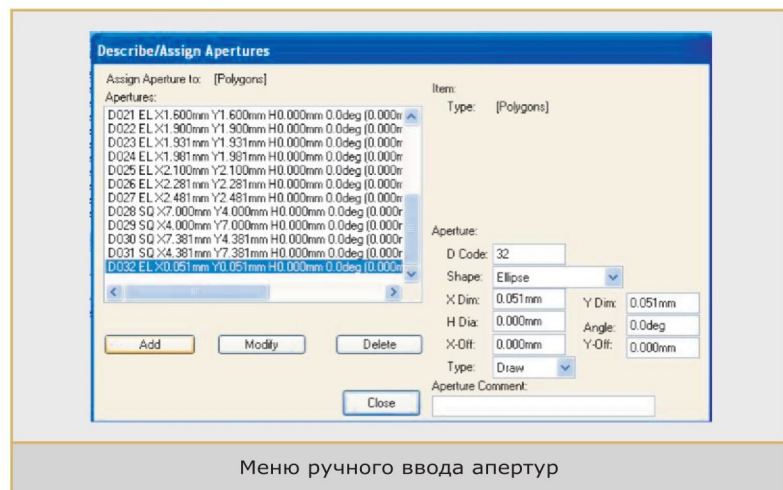 Describe/Assign Apertures
Assign Aperture to: [Polygons]
Apertures:
D021 EL X1.600mm Y1.600mm H0.000mm 0.0deg (0.000m
D022 EL X1.900mm Y1.900mm H0.000mm 0.0deg (0.000m
D023 EL X1.931mm Y1.931mm H0.000mm 0.0deg (0.000m
D024 EL X1.981mm Y1.981mm H0.000mm 0.0deg (0.000m
D025 EL X2.100mm Y2.100mm H0.000mm 0.0deg (0.000m
D026 EL X2.281mm Y2.281mm H0.000mm 0.0deg (0.000m
D027 EL X2.481mm Y2.481mm H0.000mm 0.0deg (0.000m
D028 SQ X7.000mm Y4.000mm H0.000mm 0.0deg (0.000r
D029 SQ X4.000mm Y7.000mm H0.000mm 0.0deg (0.000r
D030 SQ X7.381mm Y4.381mm H0.000mm 0.0deg (0.000r
D031 SQ X4.381mm Y7.381mm H0.000mm 0.0deg (0.000r
D032 EL X0.051mm Y0.051mm H0.000mm 0.0deg (0.000m
Add Modify Delete
Close
Item:
Type: [Polygons]
Aperture:
D Code: 32
Shape: Ellipse
X Dim: 0.051mm Y Dim: 0.051mm
H Dia: 0.000mm Angle: 0.0deg
X-Off: 0.000mm Y-Off: 0.000mm
Type: Draw
Aperture Comment:
Меню ручного ввода апертур